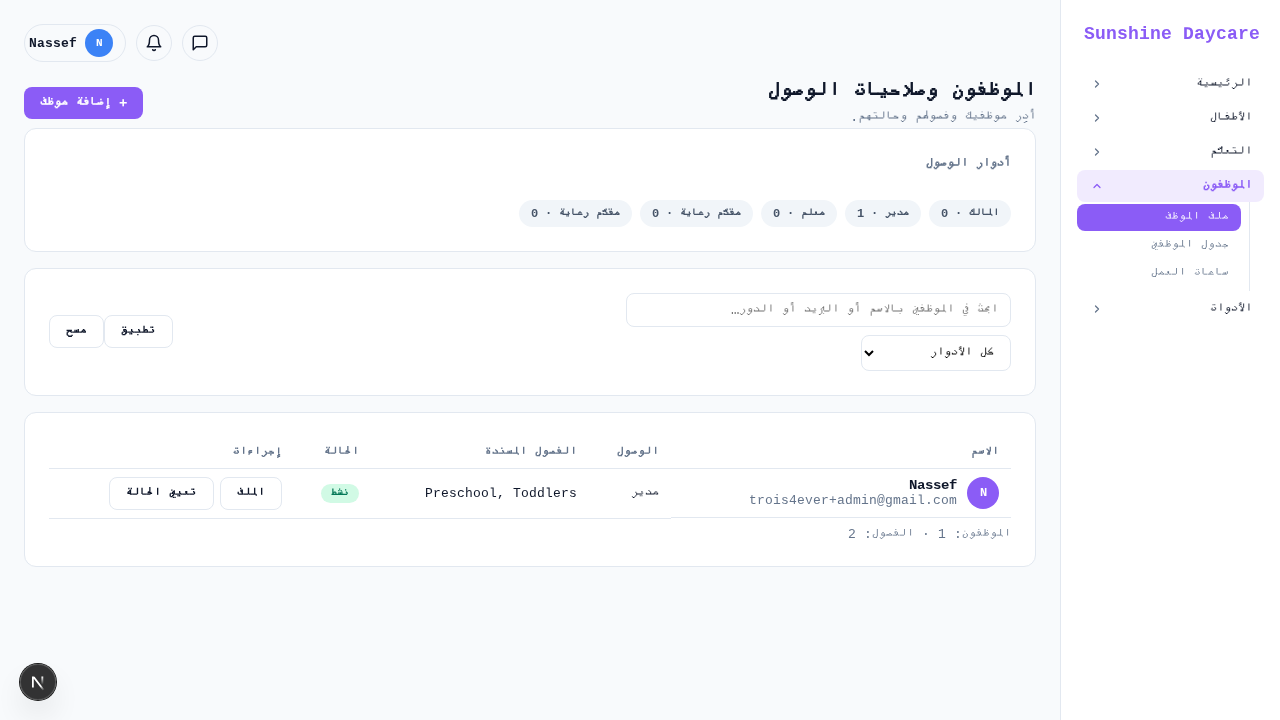 Sunshine Daycare
الرئيسية
الأطفال
التعلّم
الموظفون
ملف الموظف
جدول الموظفين
ساعات العمل
الأدوات
Nassef N
الموظفون وصلاحيات الوصول
أدِر موظفيك وفصولهم وحالاتهم.
+ إضافة موظف
أدوار الوصول
المالك · 0
مدير · 1
معلم · 0
مقدّم رعاية · 0
مقدّم رعاية · 0
ابحث في الموظفين بالاسم أو البريد أو الدور…
كل الأدوار
تطبيق
مسح
الاسم الوصول الفصول المسندة الحالة إجراءات
N Nassef
trois4ever+admin@gmail.com
مدير
Preschool, Toddlers
نشط
الملف
تعيين الحالة
الموظفون: 1 · الفصول: 2
N